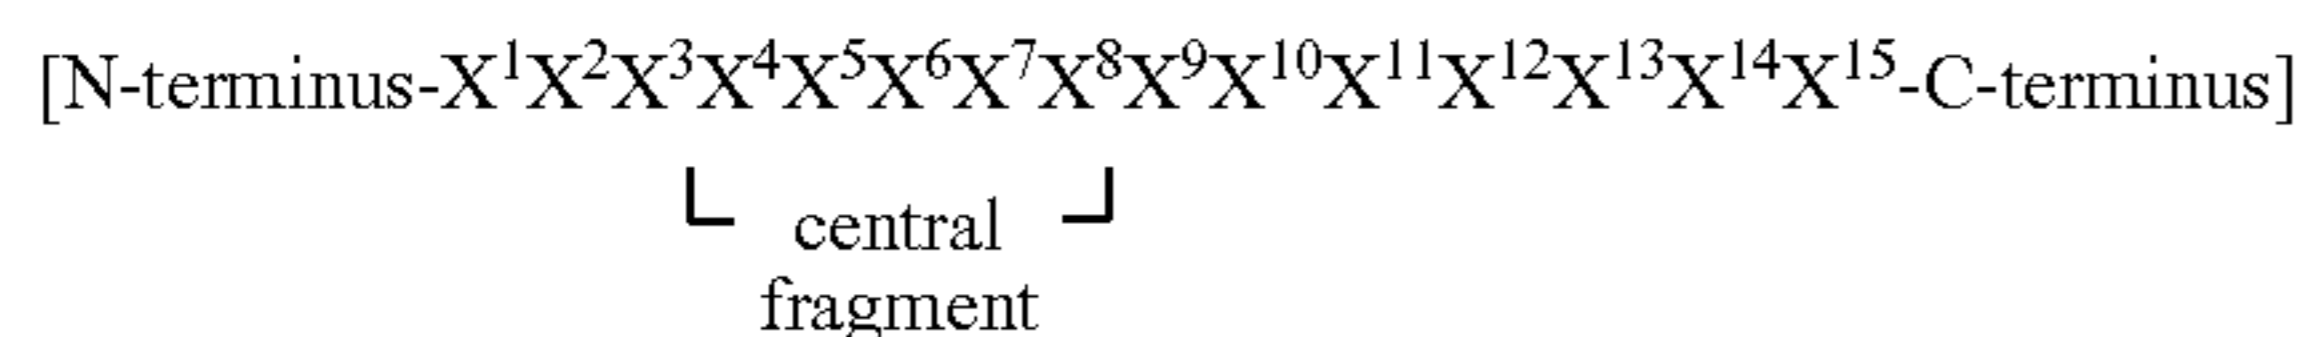 [N-terminus-X¹X²X³X⁴X⁵X⁶X⁷X⁸X⁹X¹⁰X¹¹X¹²X¹³X¹⁴X¹⁵-C-terminus]
central
fragment